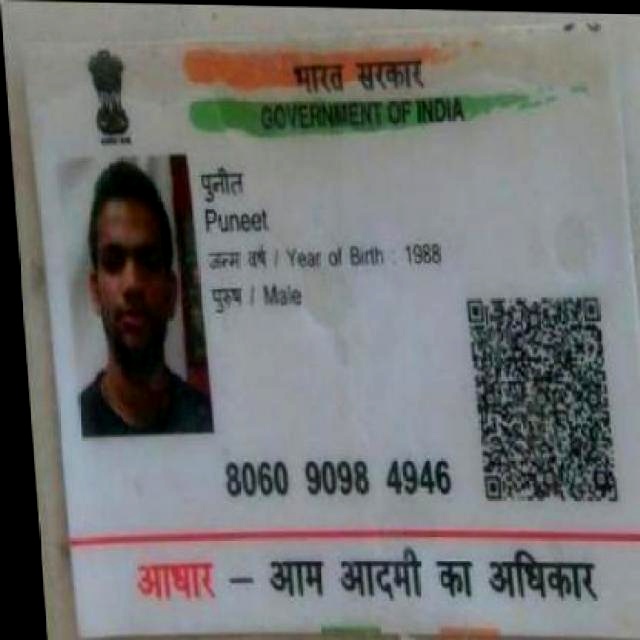 भारत सरकार
GOVERNMENT OF INDIA
पुनीत
Puneet
जन्म वर्ष / Year of Birth : 1988
पुरुष / Male
8060 9098 4946
आधार – आम आदमी का अधिकार